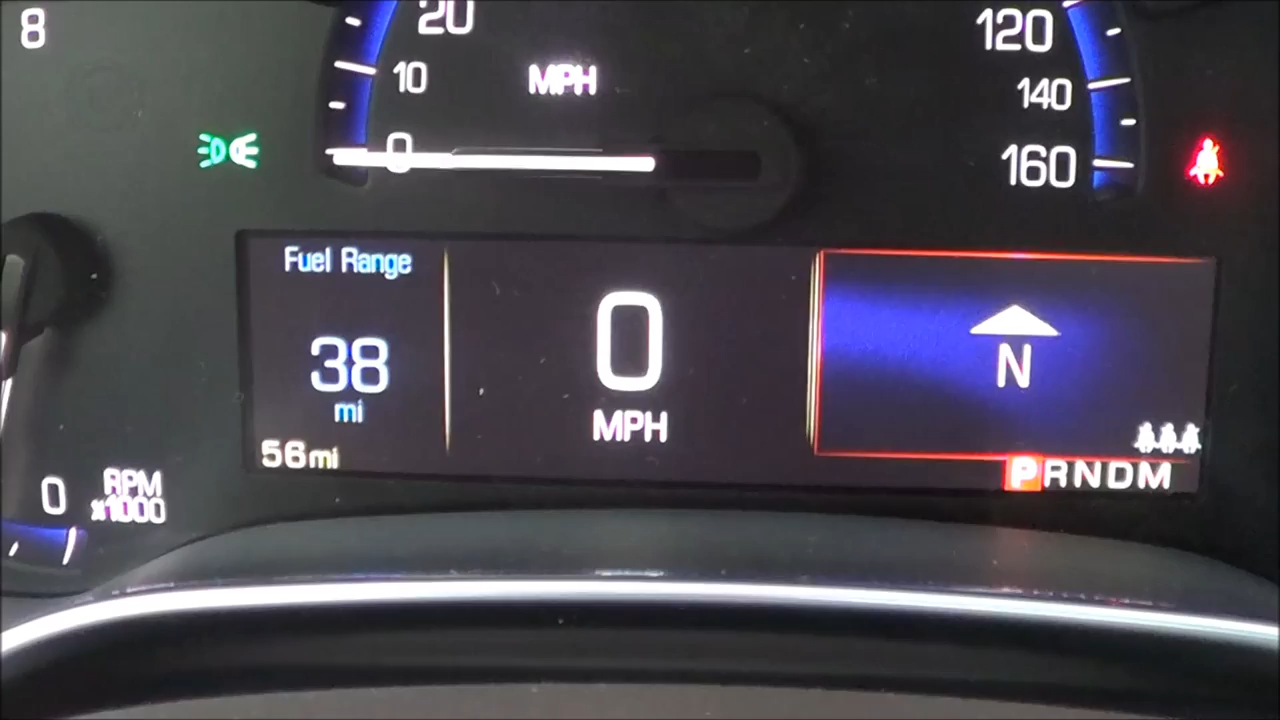 8
20
10
0
MPH
120
140
160
Fuel Range
38
mi
56mi
0
MPH
N
PRNDM
0
RPM
x1000